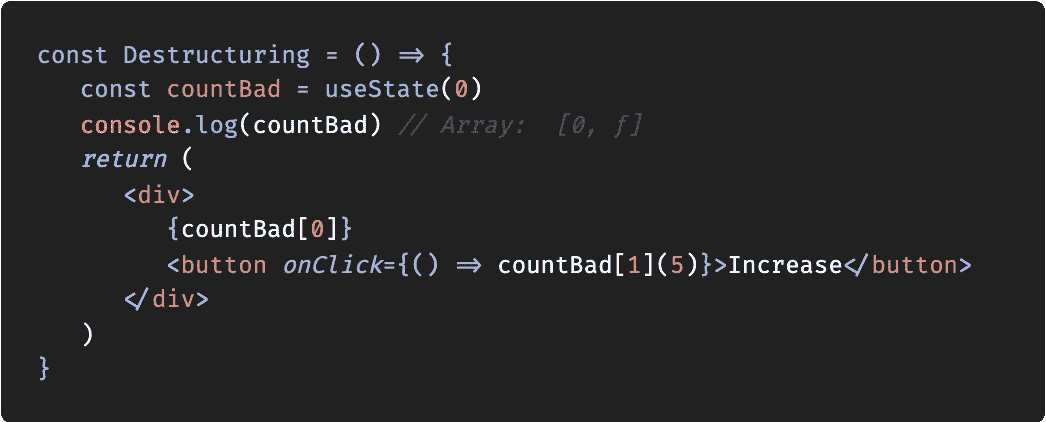 const Destructuring = () => {
const countBad = useState(0)
console.log(countBad) // Array:  [0, ƒ]
return (
<div>
{countBad[0]}
<button onClick={() => countBad[1](5)}>Increase</button>
</div>
)
}